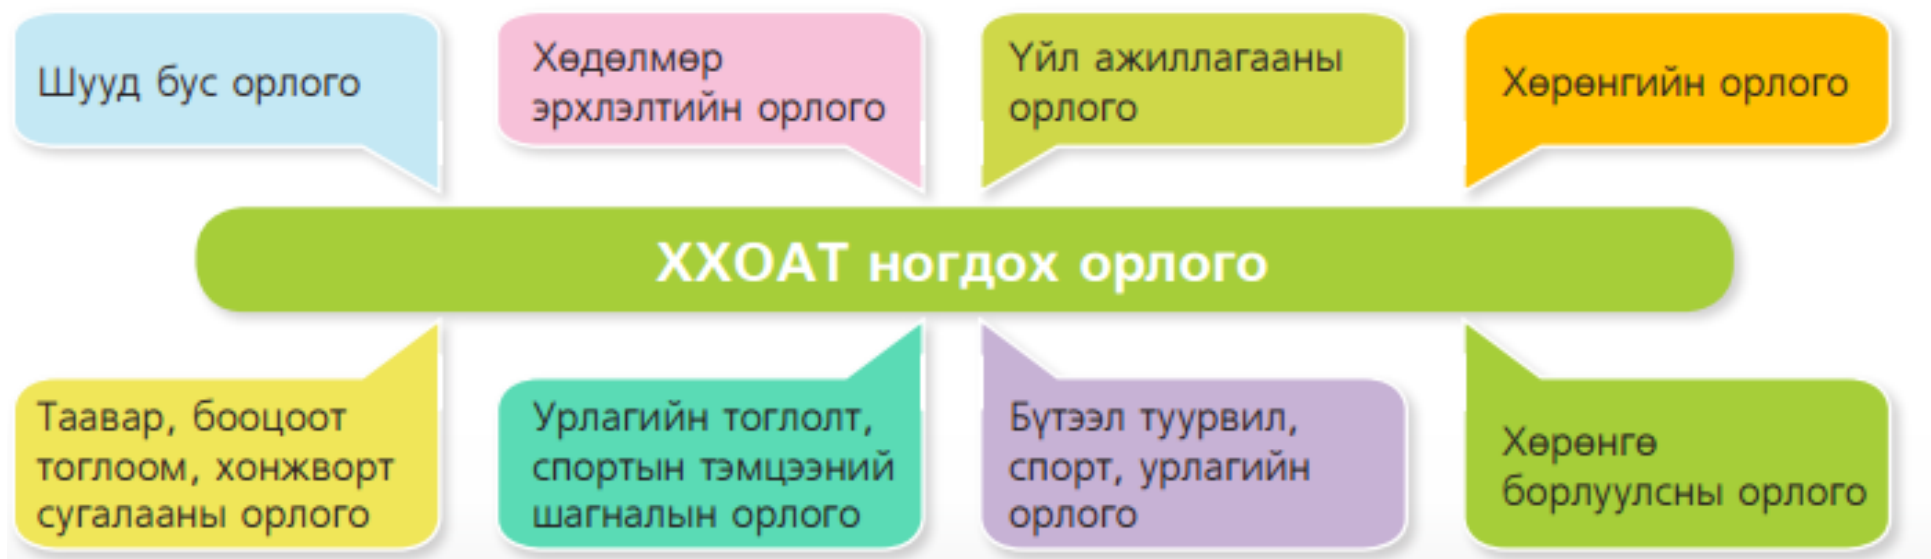 Шууд бус орлого
Хөдөлмөр
эрхлэлтийн орлого
Үйл ажиллагааны
орлого
Хөрөнгийн орлого
ХХОАТ ногдох орлого
Таавар, бооцоот
тоглоом, хонжворт
сугалааны орлого
Урлагийн тоглолт,
спортын тэмцээний
шагналын орлого
Бүтээл туурвил,
спорт, урлагийн
орлого
Хөрөнгө
борлуулсны орлого